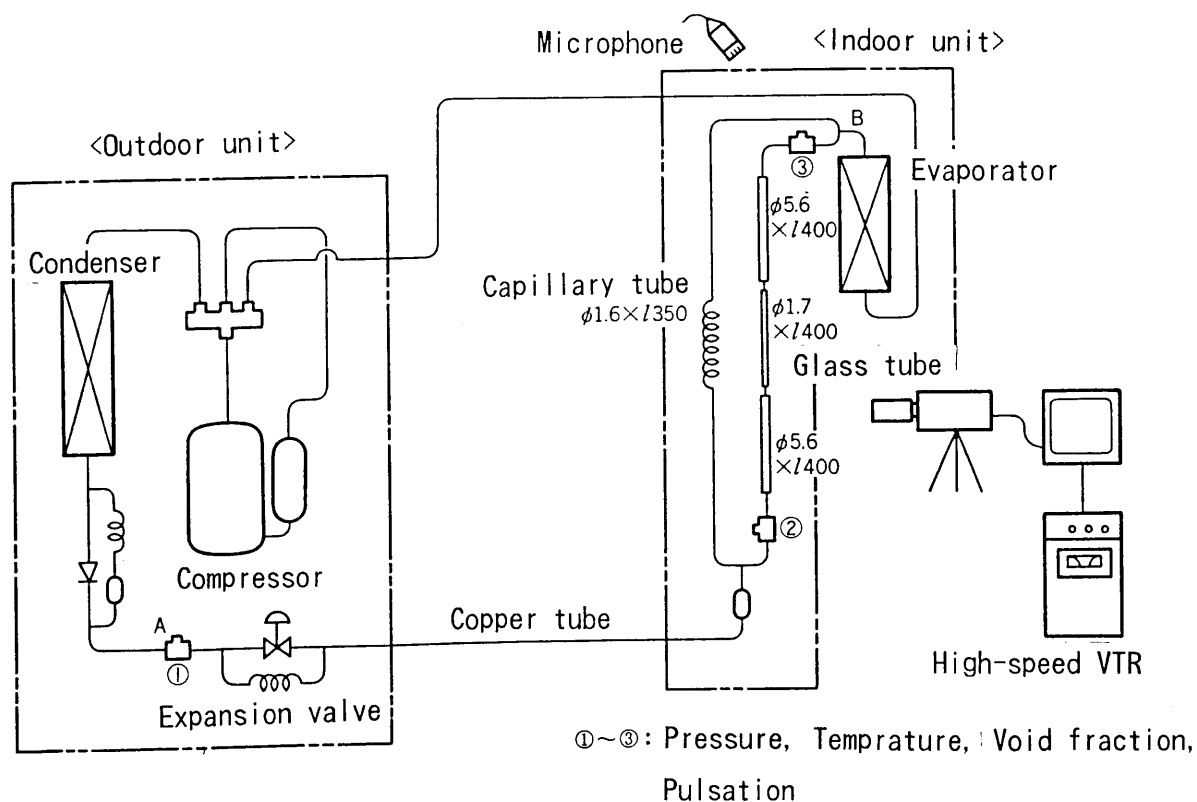 Microphone
<Indoor unit>
<Outdoor unit>
B
③
Evaporator
φ5.6
×l400
Condenser
Capillary tube
φ1.6×l350
φ1.7
×l400
Glass tube
φ5.6
×l400
②
Compressor
A
①
Copper tube
Expansion valve
High-speed VTR
①~③: Pressure, Temprature, Void fraction,
Pulsation